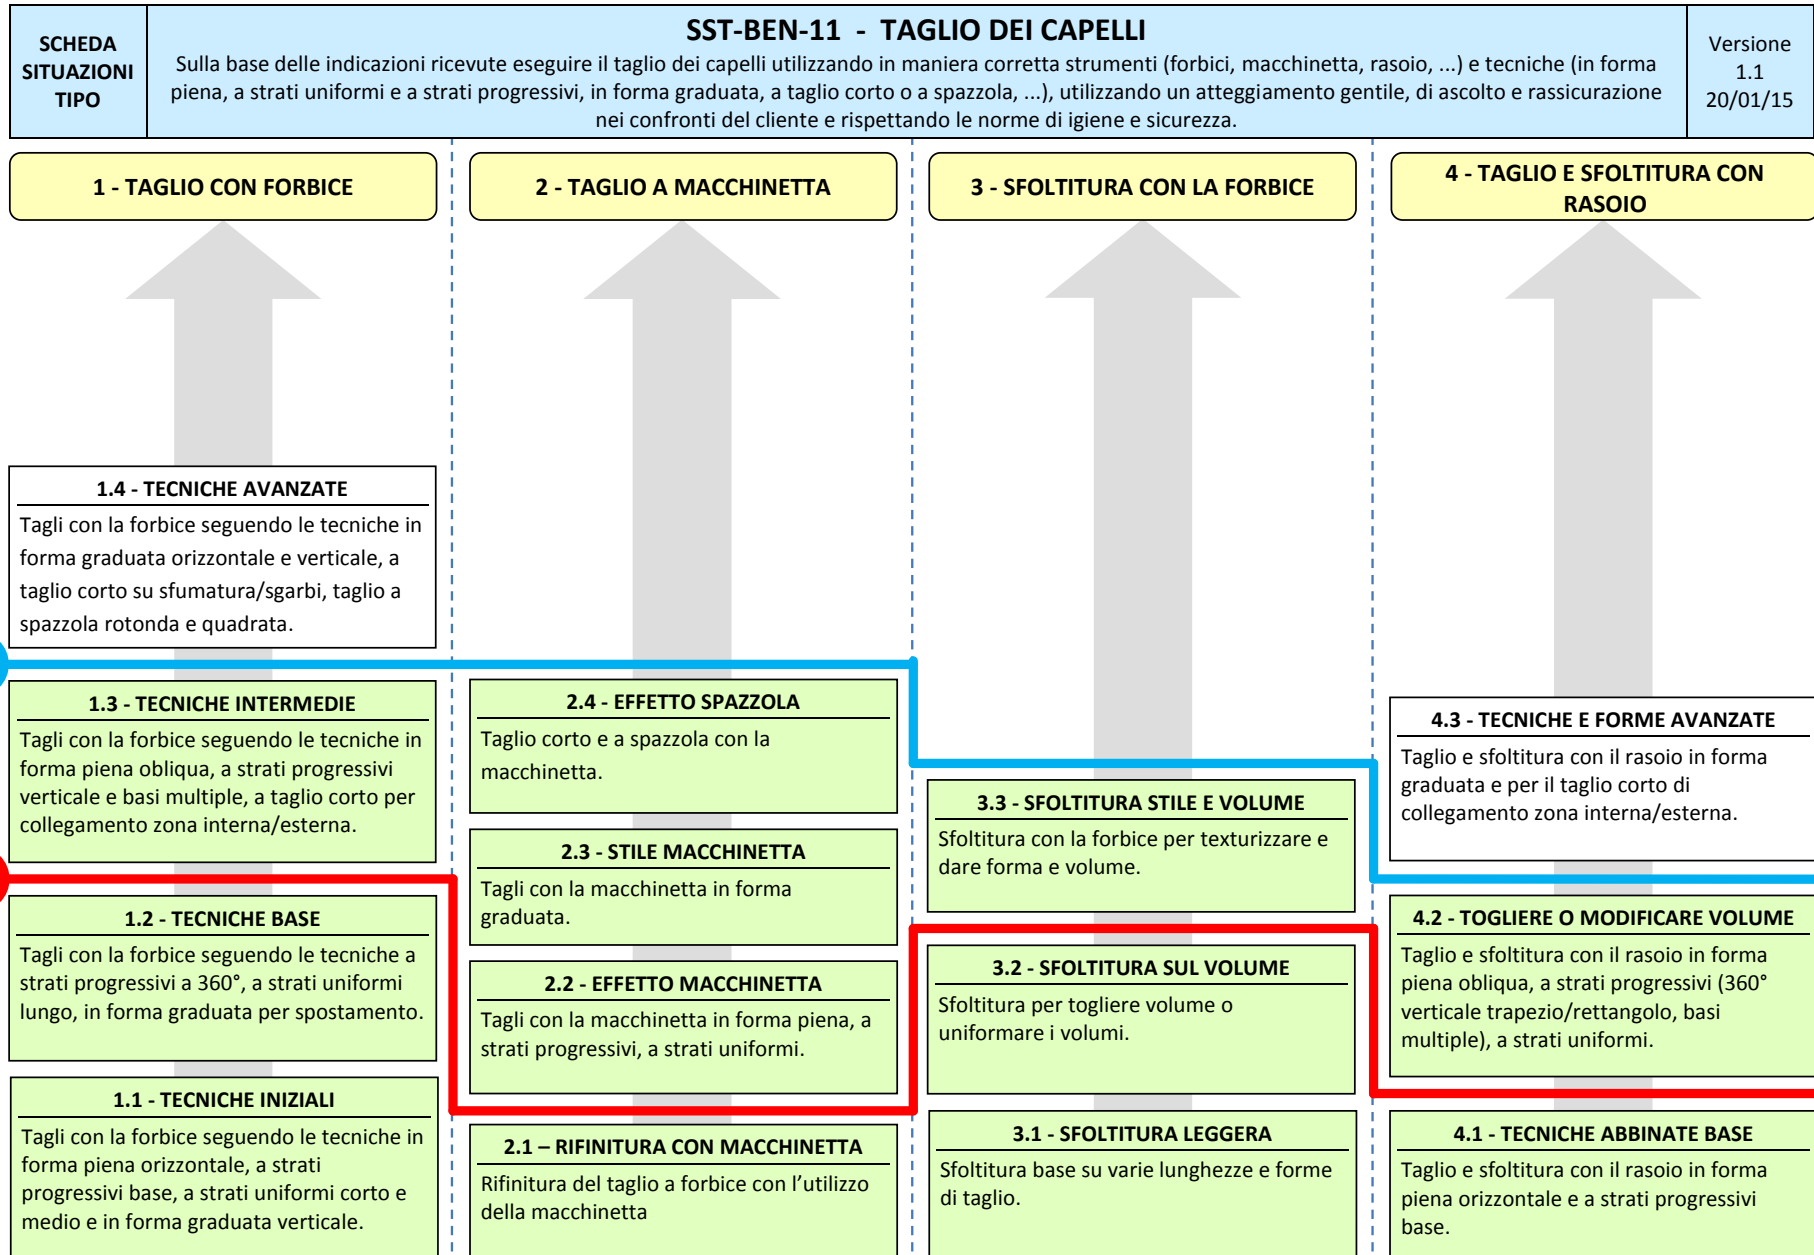 SCHEDA
SITUAZIONI
TIPO
SST-BEN-11 - TAGLIO DEI CAPELLI
Sulla base delle indicazioni ricevute eseguire il taglio dei capelli utilizzando in maniera corretta strumenti (forbici, macchinetta, rasoio, ...) e tecniche (in forma
piena, a strati uniformi e a strati progressivi, in forma graduata, a taglio corto o a spazzola, ...), utilizzando un atteggiamento gentile, di ascolto e rassicurazione
nei confronti del cliente e rispettando le norme di igiene e sicurezza.
Versione
1.1
20/01/15
1 - TAGLIO CON FORBICE
1.4 - TECNICHE AVANZATE
Tagli con la forbice seguendo le tecniche in
forma graduata orizzontale e verticale, a
taglio corto su sfumatura/sgarbi, taglio a
spazzola rotonda e quadrata.
1.3 - TECNICHE INTERMEDIE
Tagli con la forbice seguendo le tecniche in
forma piena obliqua, a strati progressivi
verticale e basi multiple, a taglio corto per
collegamento zona interna/esterna.
1.2 - TECNICHE BASE
Tagli con la forbice seguendo le tecniche a
strati progressivi a 360°, a strati uniformi
lungo, in forma graduata per spostamento.
1.1 - TECNICHE INIZIALI
Tagli con la forbice seguendo le tecniche in
forma piena orizzontale, a strati
progressivi base, a strati uniformi corto e
medio e in forma graduata verticale.
2 - TAGLIO A MACCHINETTA
2.4 - EFFETTO SPAZZOLA
Taglio corto e a spazzola con la
macchinetta.
2.3 - STILE MACCHINETTA
Tagli con la macchinetta in forma
graduata.
2.2 - EFFETTO MACCHINETTA
Tagli con la macchinetta in forma piena, a
strati progressivi, a strati uniformi.
2.1 – RIFINITURA CON MACCHINETTA
Rifinitura del taglio a forbice con l’utilizzo
della macchinetta
3 - SFOLTITURA CON LA FORBICE
3.3 - SFOLTITURA STILE E VOLUME
Sfoltitura con la forbice per texturizzare e
dare forma e volume.
3.2 - SFOLTITURA SUL VOLUME
Sfoltitura per togliere volume o
uniformare i volumi.
3.1 - SFOLTITURA LEGGERA
Sfoltitura base su varie lunghezze e forme
di taglio.
4 - TAGLIO E SFOLTITURA CON
RASOIO
4.3 - TECNICHE E FORME AVANZATE
Taglio e sfoltitura con il rasoio in forma
graduata e per il taglio corto di
collegamento zona interna/esterna.
4.2 - TOGLIERE O MODIFICARE VOLUME
Taglio e sfoltitura con il rasoio in forma
piena obliqua, a strati progressivi (360°
verticale trapezio/rettangolo, basi
multiple), a strati uniformi.
4.1 - TECNICHE ABBINATE BASE
Taglio e sfoltitura con il rasoio in forma
piena orizzontale e a strati progressivi
base.